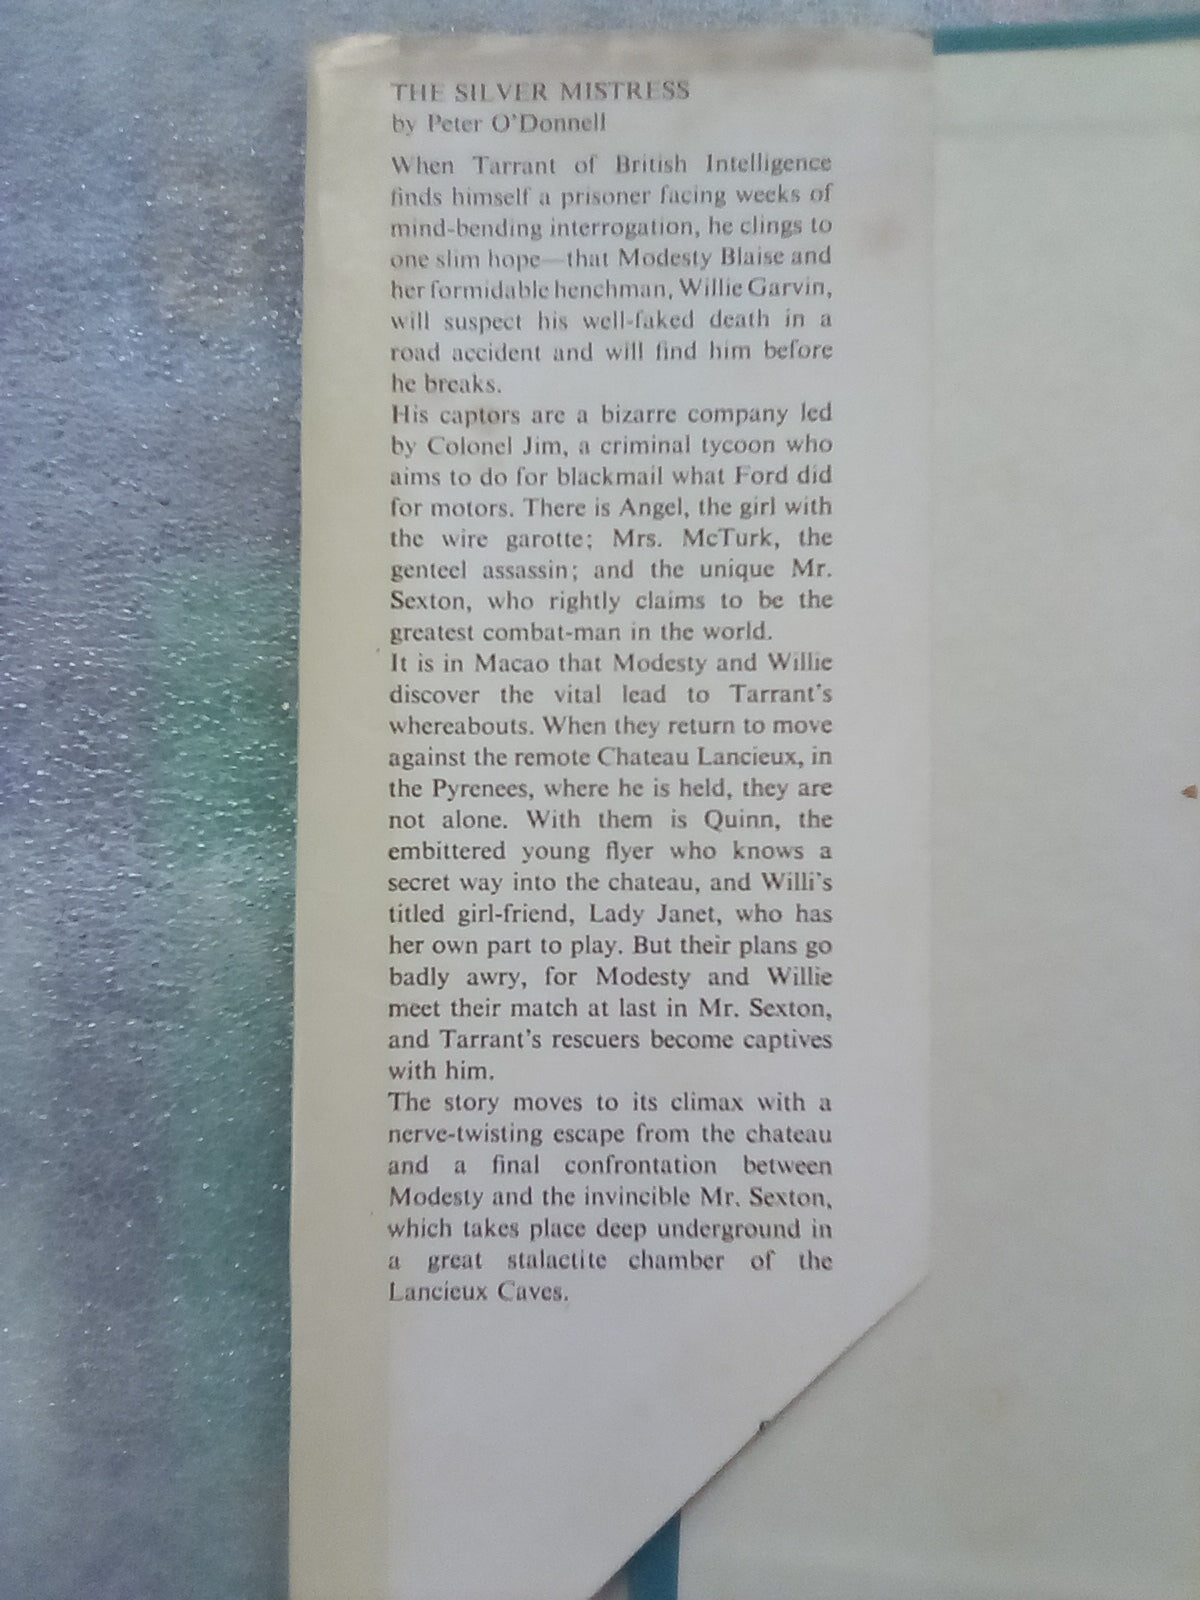 THE SILVER MISTRESS
by Peter O'Donnell
When Tarrant of British Intelligence
finds himself a prisoner facing weeks of
mind-bending interrogation, he clings to
one slim hope—that Modesty Blaise and
her formidable henchman, Willie Garvin,
will suspect his well-faked death in a
road accident and will find him before
he breaks.
His captors are a bizarre company led
by Colonel Jim, a criminal tycoon who
aims to do for blackmail what Ford did
for motors. There is Angel, the girl with
the wire garotte; Mrs. McTurk, the
genteel assassin; and the unique Mr.
Sexton, who rightly claims to be the
greatest combat-man in the world.
It is in Macao that Modesty and Willie
discover the vital lead to Tarrant's
whereabouts. When they return to move
against the remote Chateau Lancieux, in
the Pyrenees, where he is held, they are
not alone. With them is Quinn, the
embittered young flyer who knows a
secret way into the chateau, and Willi's
titled girl-friend, Lady Janet, who has
her own part to play. But their plans go
badly awry, for Modesty and Willie
meet their match at last in Mr. Sexton,
and Tarrant's rescuers become captives
with him.
The story moves to its climax with a
nerve-twisting escape from the chateau
and a final confrontation between
Modesty and the invincible Mr. Sexton,
which takes place deep underground in
a great stalactite chamber of the
Lancieux Caves.